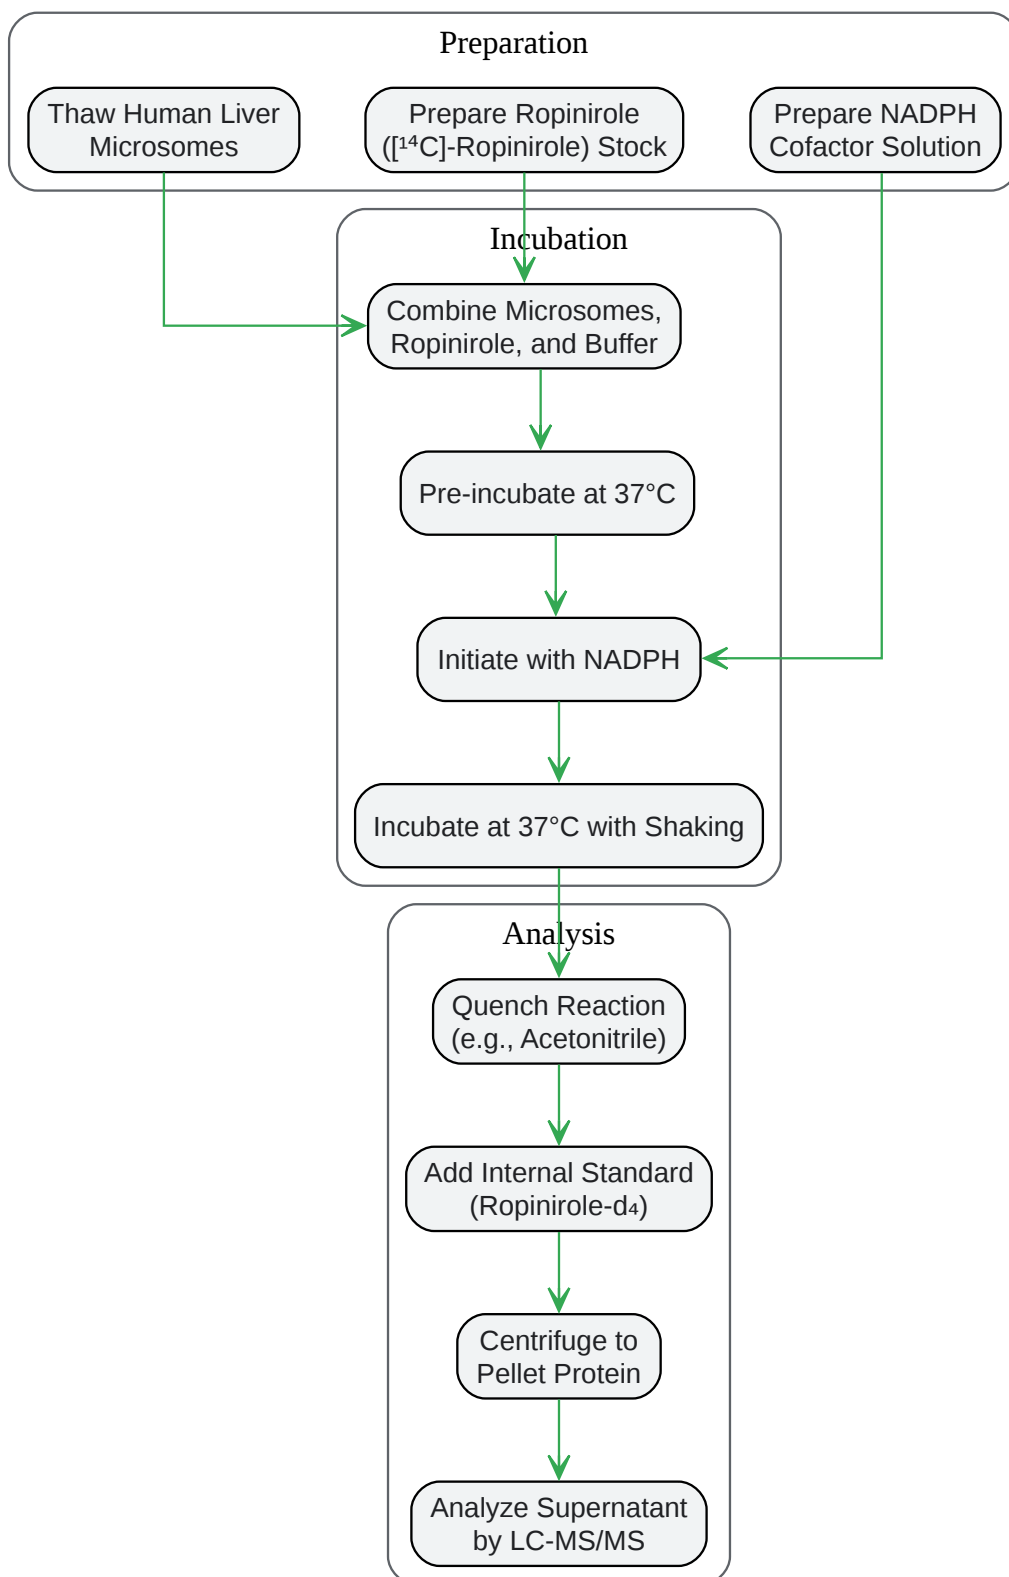 Preparation
Thaw Human Liver
Microsomes
Prepare Ropinirole
([¹⁴C]-Ropinirole) Stock
Prepare NADPH
Cofactor Solution
Incubation
Combine Microsomes,
Ropinirole, and Buffer
Pre-incubate at 37°C
Initiate with NADPH
Incubate at 37°C with Shaking
Analysis
Quench Reaction
(e.g., Acetonitrile)
Add Internal Standard
(Ropinirole-d₄)
Centrifuge to
Pellet Protein
Analyze Supernatant
by LC-MS/MS